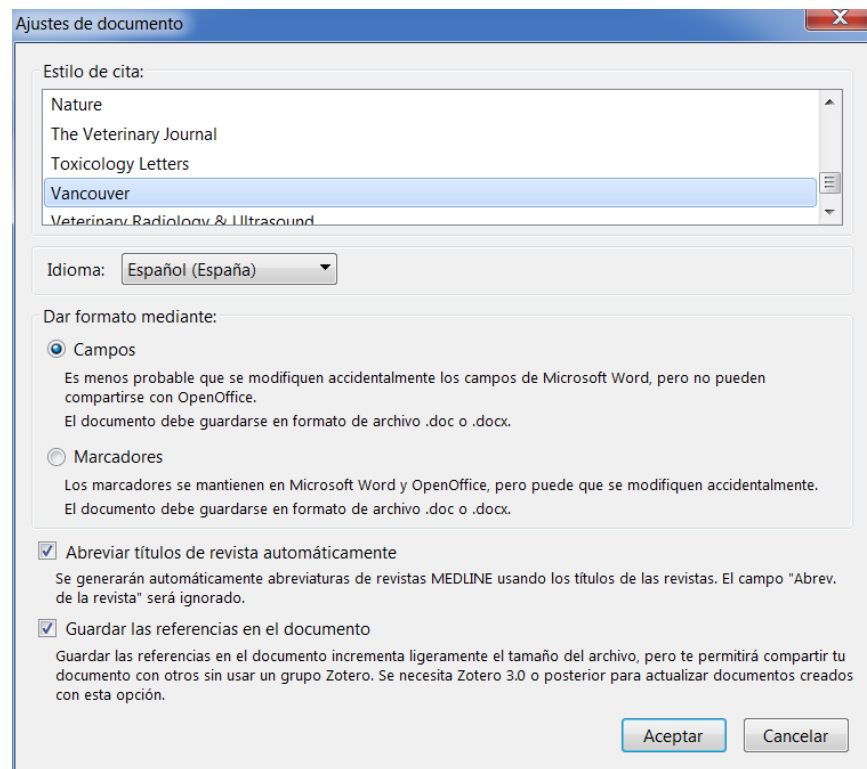 Ajustes de documento
Estilo de cita:
Nature
The Veterinary Journal
Toxicology Letters
Vancouver
Veterinary Radiology & Ultrasound
Idioma: Español (España)
Dar formato mediante:
Campos
Es menos probable que se modifiquen accidentalmente los campos de Microsoft Word, pero no pueden
compartirse con OpenOffice.
El documento debe guardarse en formato de archivo .doc o .docx.
Marcadores
Los marcadores se mantienen en Microsoft Word y OpenOffice, pero puede que se modifiquen accidentalmente.
El documento debe guardarse en formato de archivo .doc o .docx.
Abreviar títulos de revista automáticamente
Se generarán automáticamente abreviaturas de revistas MEDLINE usando los títulos de las revistas. El campo "Abrev.
de la revista" será ignorado.
Guardar las referencias en el documento
Guardar las referencias en el documento incrementa ligeramente el tamaño del archivo, pero te permitirá compartir tu
documento con otros sin usar un grupo Zotero. Se necesita Zotero 3.0 o posterior para actualizar documentos creados
con esta opción.
Aceptar Cancelar